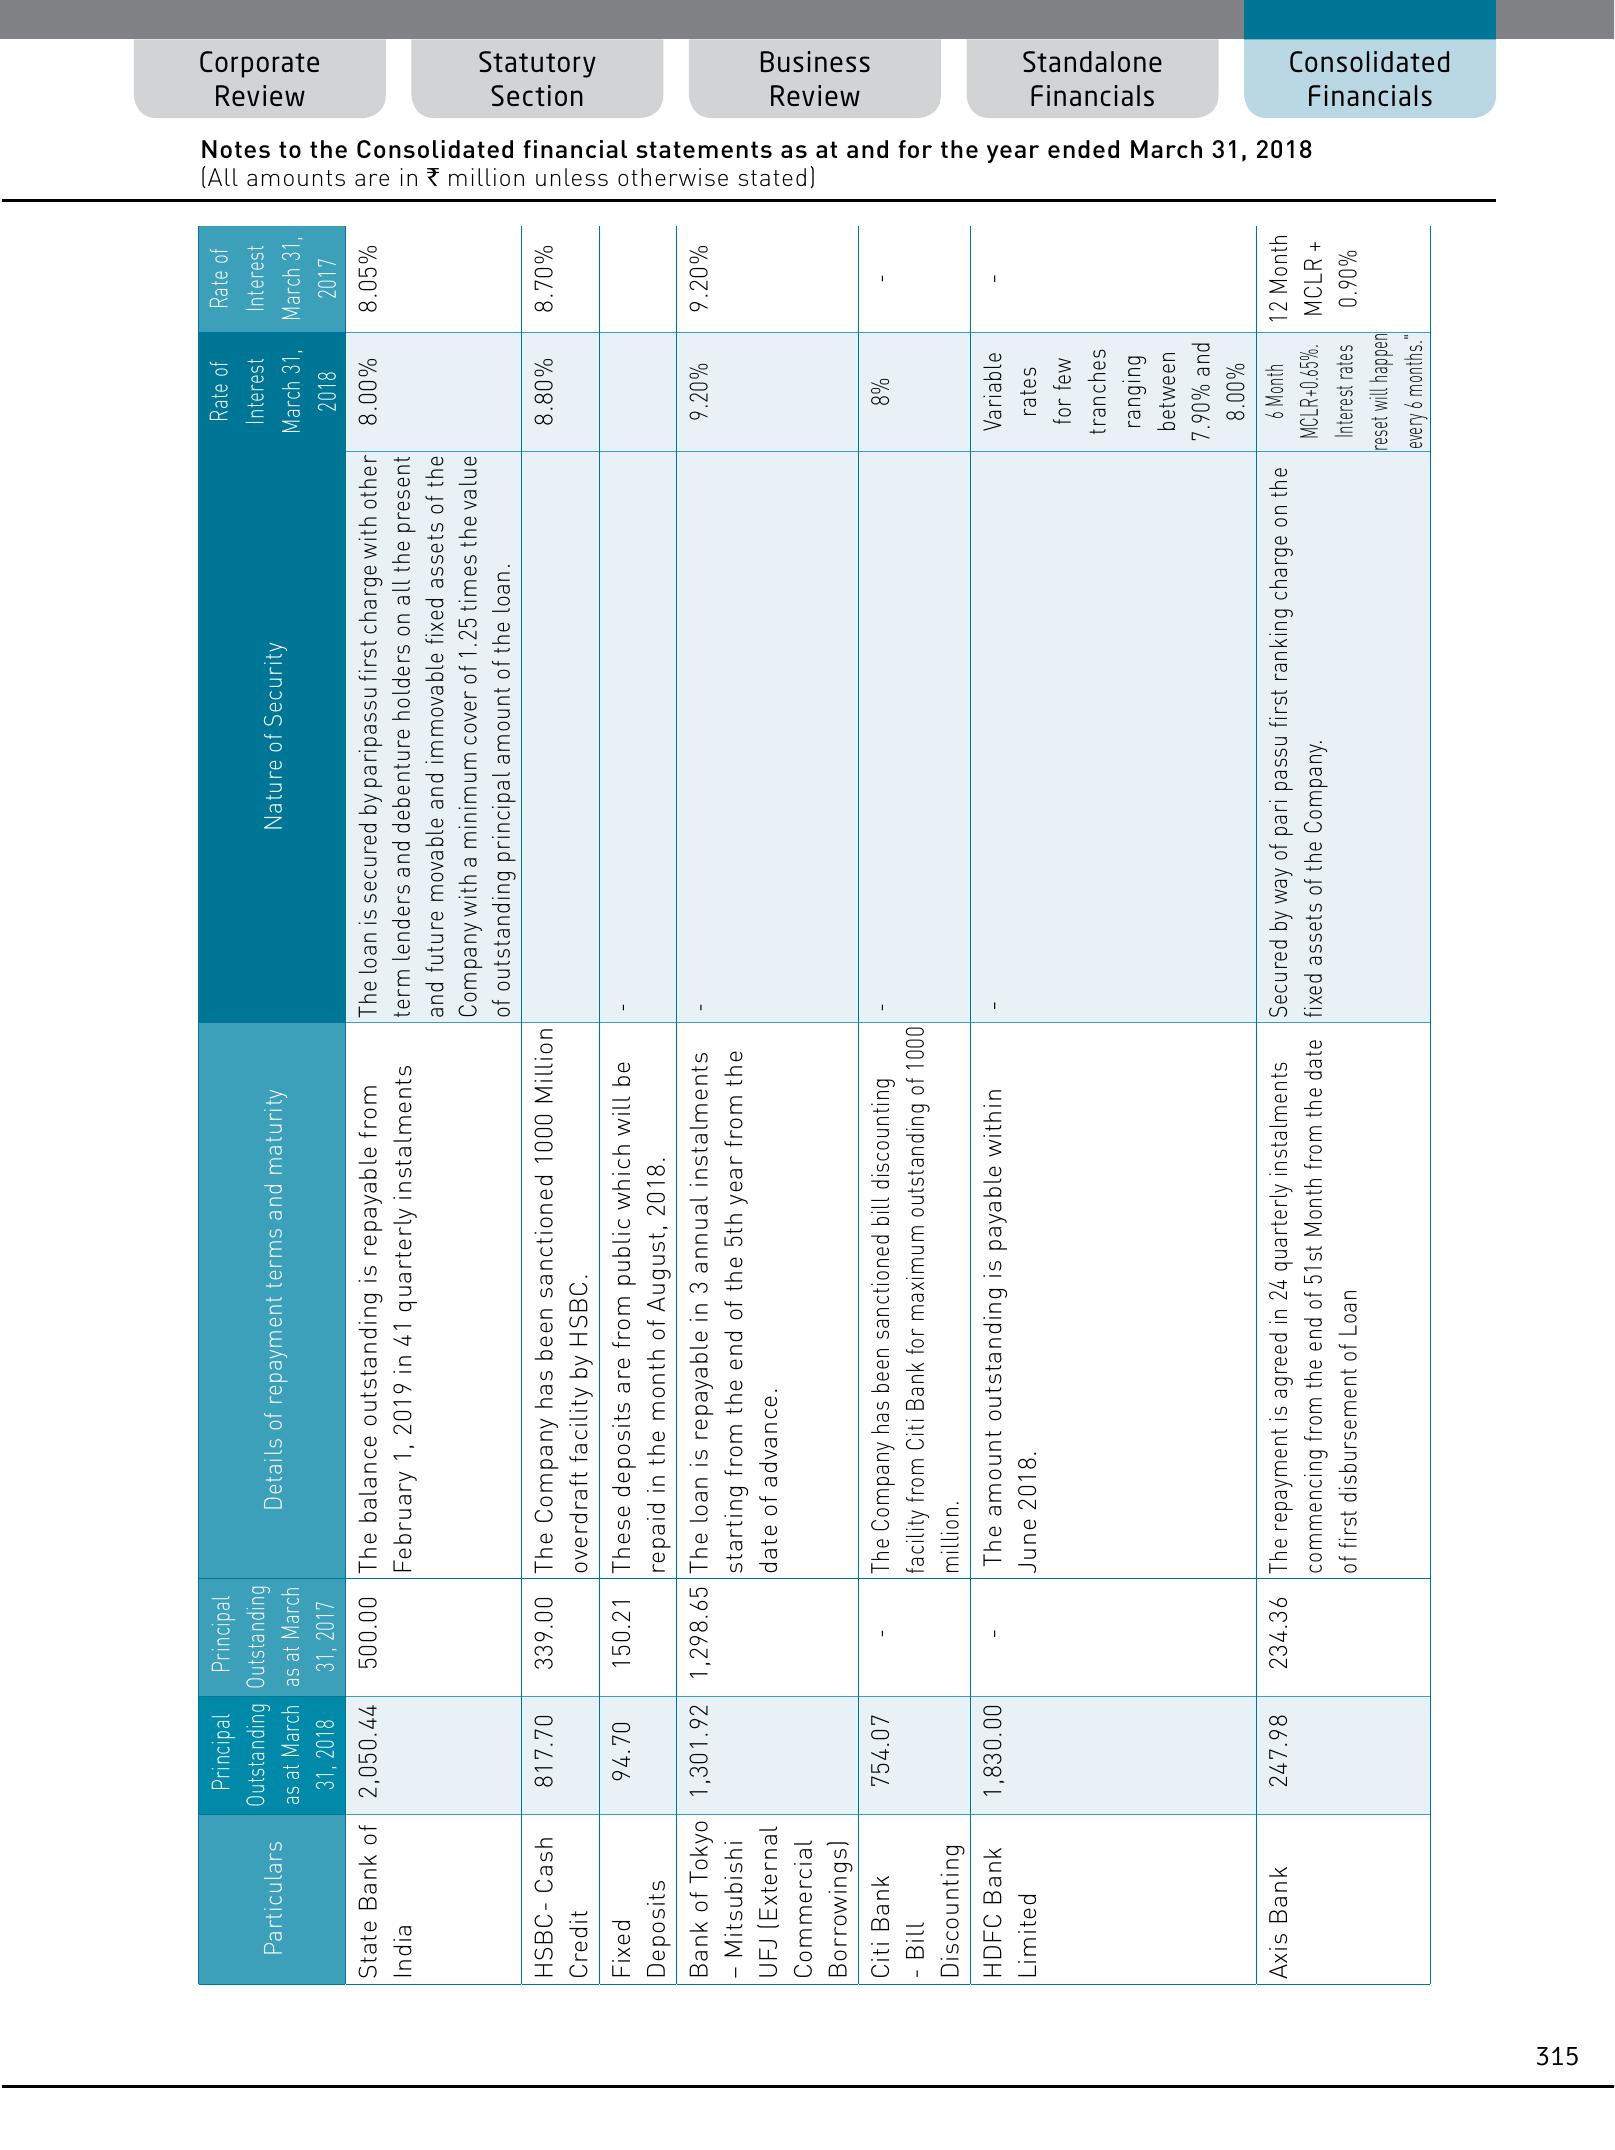 Corporate
Review
Statutory
Section
Business
Review
Standalone
Financials
Consolidated
Financials
Notes to the Consolidated financial statements as at and for the year ended March 31, 2018
(All amounts are in ₹ million unless otherwise stated)
Particulars
Principal
Outstanding
as at March
31, 2018
Principal
Outstanding
as at March
31, 2017
Details of repayment terms and maturity
Nature of Security
Rate of
Interest
March 31,
2018
Rate of
Interest
March 31,
2017
State Bank of
India
2,050.44
500.00
The balance outstanding is repayable from
February 1, 2019 in 41 quarterly instalments
The loan is secured by paripassu first charge with other
term lenders and debenture holders on all the present
and future movable and immovable fixed assets of the
Company with a minimum cover of 1.25 times the value
of outstanding principal amount of the loan.
8.00%
8.05%
HSBC- Cash
Credit
817.70
339.00
The Company has been sanctioned 1000 Million
overdraft facility by HSBC.
8.80%
8.70%
Fixed
Deposits
94.70
150.21
These deposits are from public which will be
repaid in the month of August, 2018.
-
Bank of Tokyo
– Mitsubishi
UFJ (External
Commercial
Borrowings)
1,301.92
1,298.65
The loan is repayable in 3 annual instalments
starting from the end of the 5th year from the
date of advance.
-
9.20%
9.20%
Citi Bank
- Bill
Discounting
754.07
-
The Company has been sanctioned bill discounting
facility from Citi Bank for maximum outstanding of 1000
million.
-
8%
-
HDFC Bank
Limited
1,830.00
-
The amount outstanding is payable within
June 2018.
-
Variable
rates
for few
tranches
ranging
between
7.90% and
8.00%
-
Axis Bank
247.98
234.36
The repayment is agreed in 24 quarterly instalments
commencing from the end of 51st Month from the date
of first disbursement of Loan
Secured by way of pari passu first ranking charge on the
fixed assets of the Company.
6 Month
MCLR+0.65%.
Interest rates
reset will happen
every 6 months."
12 Month
MCLR +
0.90%
315